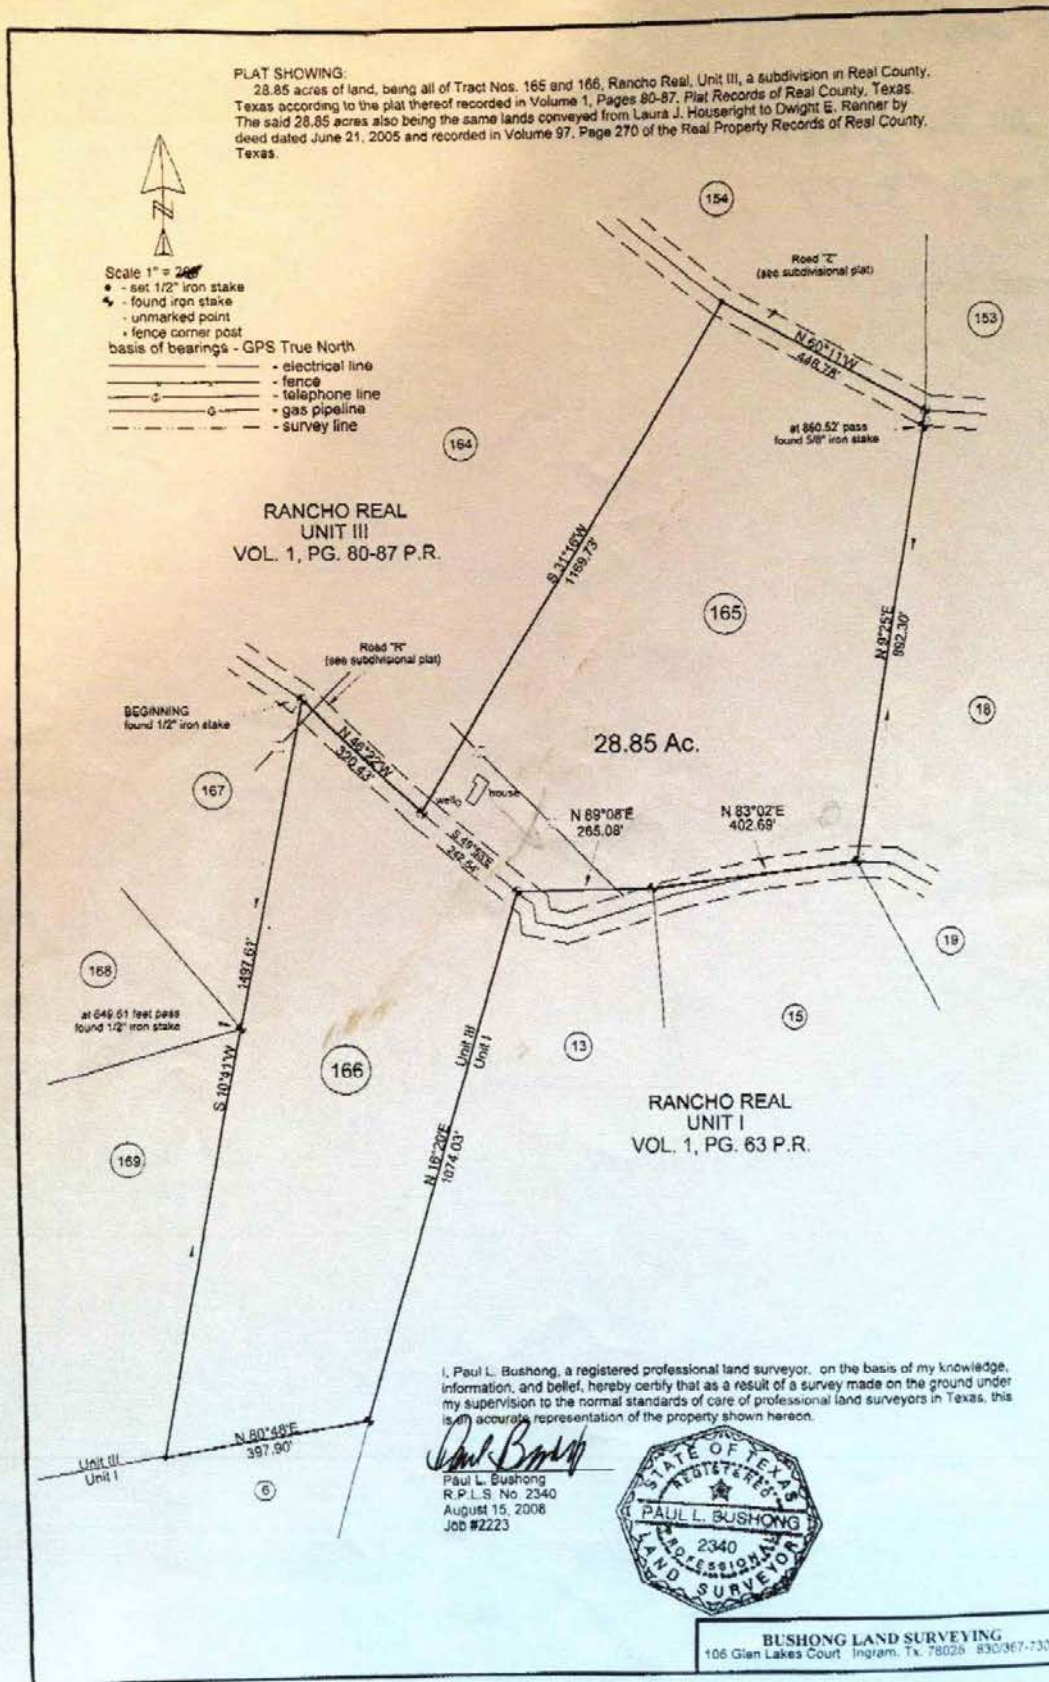 PLAT SHOWING:
28.85 acres of land, being all of Tract Nos. 165 and 166, Rancho Real, Unit III, a subdivision in Real County,
Texas according to the plat thereof recorded in Volume 1, Pages 80-87, Plat Records of Real County, Texas.
The said 28.85 acres also being the same lands conveyed from Laura J. Houseright to Dwight E. Renner by
deed dated June 21, 2005 and recorded in Volume 97, Page 270 of the Real Property Records of Real County,
Texas.
N
Scale 1" =
- set 1/2" iron stake
- found iron stake
- unmarked point
- fence corner post
basis of bearings - GPS True North
- electrical line
- fence
- telephone line
- gas pipeline
- survey line
154
Road "Z"
(see subdivisional plat)
153
N 60°11'W
448.78'
at 860.52' pass
found 5/8" iron stake
164
RANCHO REAL
UNIT III
VOL. 1, PG. 80-87 P.R.
S 31°16'W
1169.73'
165
N 9°25'E
892.30'
18
Road "R"
(see subdivisional plat)
BEGINNING
found 1/2" iron stake
N 46°22'W
320.43'
28.85 Ac.
167
well
house
N 89°08'E
265.08'
N 83°02'E
402.69'
S 49°53'E
242.56'
19
168
1497.61'
at 649.61 feet pass
found 1/2" iron stake
15
13
Unit III
Unit I
166
S 10°41'W
RANCHO REAL
UNIT I
VOL. 1, PG. 63 P.R.
169
N 16°20'E
1074.03'
N 80°48'E
397.90'
Unit III
Unit I
6
I, Paul L. Bushong, a registered professional land surveyor, on the basis of my knowledge,
information, and belief, hereby certify that as a result of a survey made on the ground under
my supervision to the normal standards of care of professional land surveyors in Texas, this
is an accurate representation of the property shown hereon.
Paul Bushong
Paul L. Bushong
R.P.L.S. No. 2340
August 15, 2008
Job #2223
STATE OF TEXAS
REGISTERED
PAUL L. BUSHONG
2340
PROFESSIONAL
LAND SURVEYOR
BUSHONG LAND SURVEYING
106 Glen Lakes Court Ingram, Tx. 78025 830/367-730